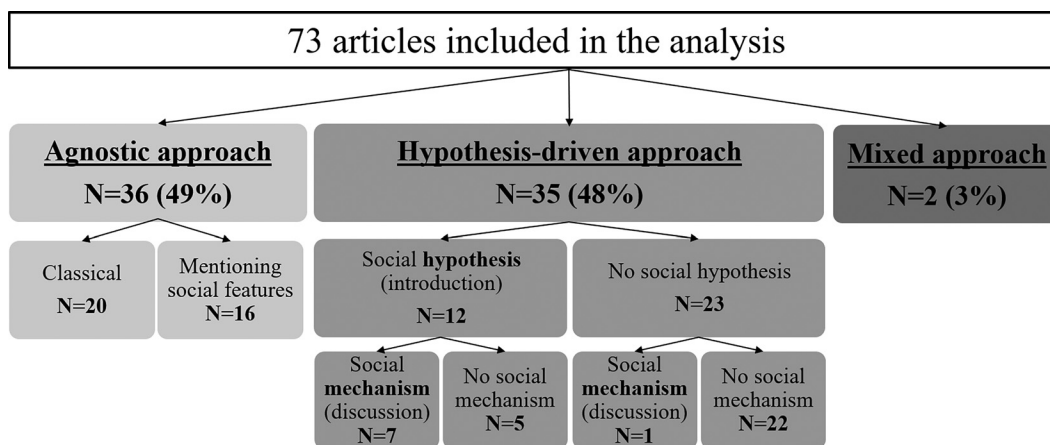 73 articles included in the analysis
Agnostic approach
N=36 (49%)
Hypothesis-driven approach
N=35 (48%)
Mixed approach
N=2 (3%)
Classical
N=20
Mentioning
social features
N=16
Social hypothesis
(introduction)
N=12
No social hypothesis
N=23
Social
mechanism
(discussion)
N=7
No social
mechanism
N=5
Social
mechanism
(discussion)
N=1
No social
mechanism
N=22